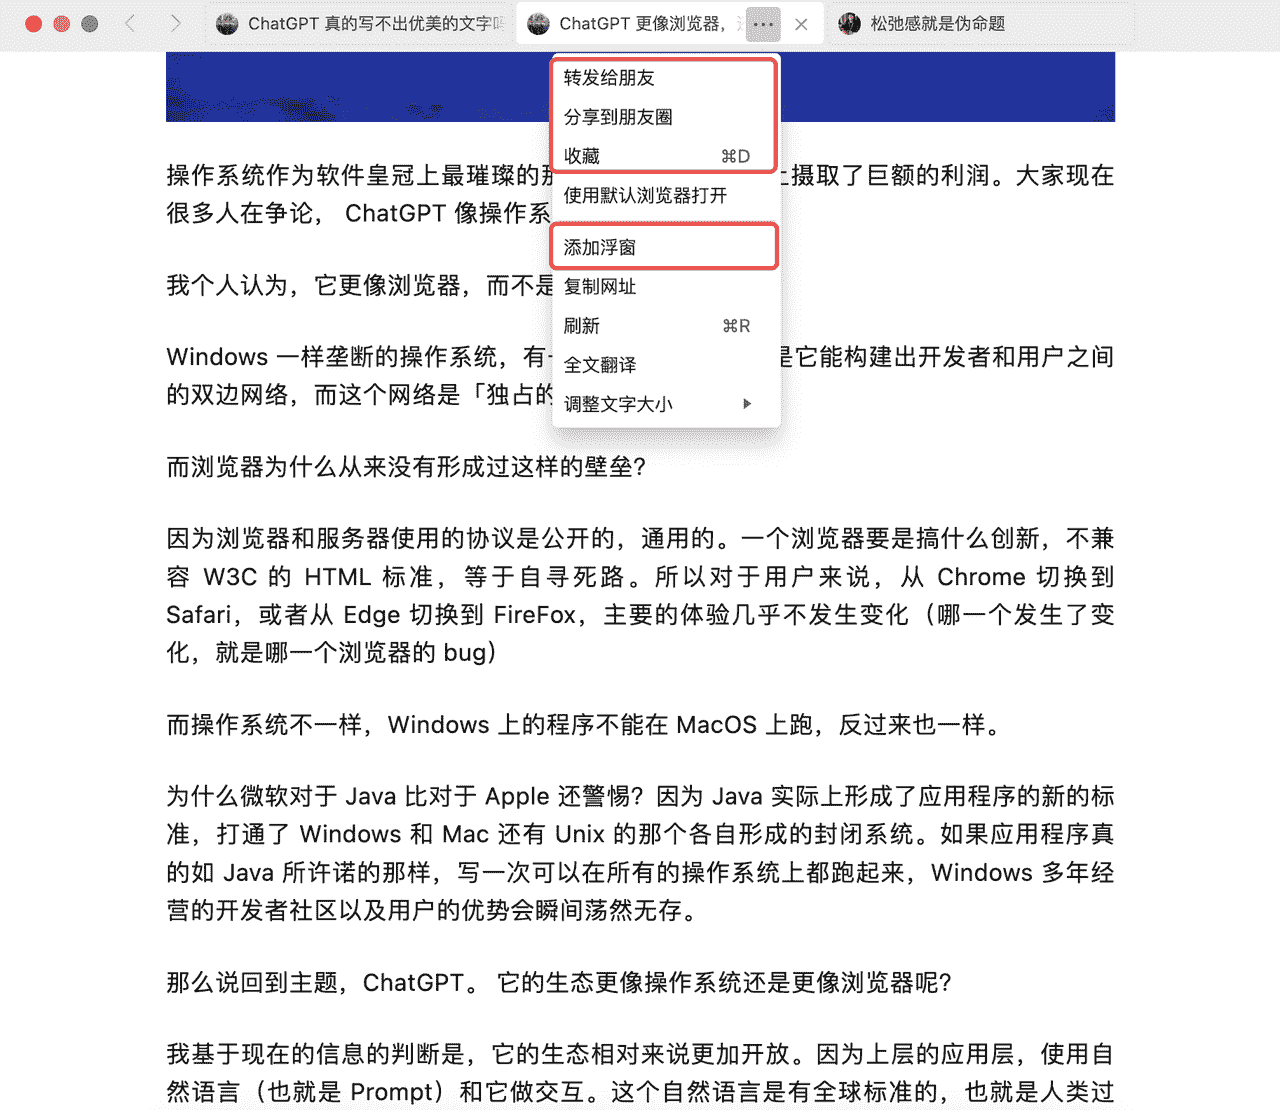 ChatGPT 真的写不出优美的文字
ChatGPT 更像浏览器，
松弛感就是伪命题
转发给朋友
分享到朋友圈
收藏 ⌘D
使用默认浏览器打开
添加浮窗
复制网址
刷新 ⌘R
全文翻译
调整文字大小
操作系统作为软件皇冠上最璀璨的 摄取了巨额的利润。大家现在
很多人在争论， ChatGPT 像操作系
我个人认为，它更像浏览器，而不是
Windows 一样垄断的操作系统，有 是它能构建出开发者和用户之间
的双边网络，而这个网络是「独占的
而浏览器为什么从来没有形成过这样的壁垒？
因为浏览器和服务器使用的协议是公开的，通用的。一个浏览器要是搞什么创新，不兼
容 W3C 的 HTML 标准，等于自寻死路。所以对于用户来说，从 Chrome 切换到
Safari，或者从 Edge 切换到 FireFox，主要的体验几乎不发生变化（哪一个发生了变
化，就是哪一个浏览器的 bug）
而操作系统不一样，Windows 上的程序不能在 MacOS 上跑，反过来也一样。
为什么微软对于 Java 比对于 Apple 还警惕？因为 Java 实际上形成了应用程序的新的标
准，打通了 Windows 和 Mac 还有 Unix 的那个各自形成的封闭系统。如果应用程序真
的如 Java 所许诺的那样，写一次可以在所有的操作系统上都跑起来，Windows 多年经
营的开发者社区以及用户的优势会瞬间荡然无存。
那么说回到主题，ChatGPT。 它的生态更像操作系统还是更像浏览器呢？
我基于现在的信息的判断是，它的生态相对来说更加开放。因为上层的应用层，使用自
然语言（也就是 Prompt）和它做交互。这个自然语言是有全球标准的，也就是人类过